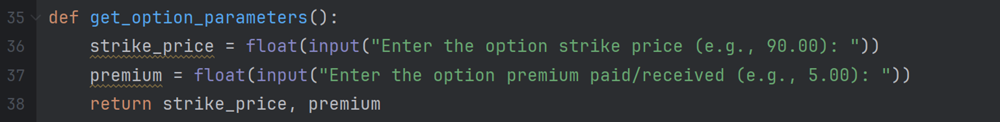 35 def get_option_parameters():
36 strike_price = float(input("Enter the option strike price (e.g., 90.00): "))
37 premium = float(input("Enter the option premium paid/received (e.g., 5.00): "))
38 return strike_price, premium